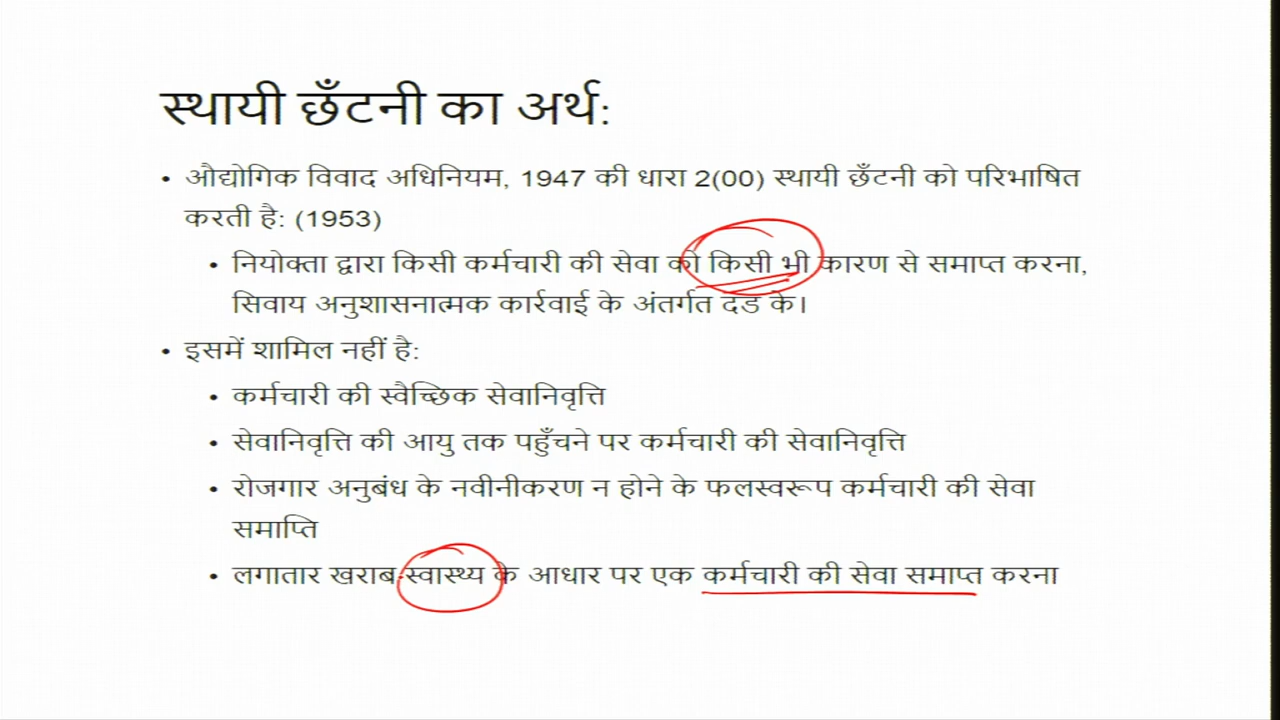 स्थायी छँटनी का अर्थ:
• औद्योगिक विवाद अधिनियम, 1947 की धारा 2(00) स्थायी छँटनी को परिभाषित
करती है: (1953)
• नियोक्ता द्वारा किसी कर्मचारी की सेवा को किसी भी कारण से समाप्त करना,
सिवाय अनुशासनात्मक कार्रवाई के अंतर्गत दंड के।
• इसमें शामिल नहीं है:
• कर्मचारी की स्वैच्छिक सेवानिवृत्ति
• सेवानिवृत्ति की आयु तक पहुँचने पर कर्मचारी की सेवानिवृत्ति
• रोजगार अनुबंध के नवीनीकरण न होने के फलस्वरूप कर्मचारी की सेवा
समाप्ति
• लगातार खराब-स्वास्थ्य के आधार पर एक कर्मचारी की सेवा समाप्त करना